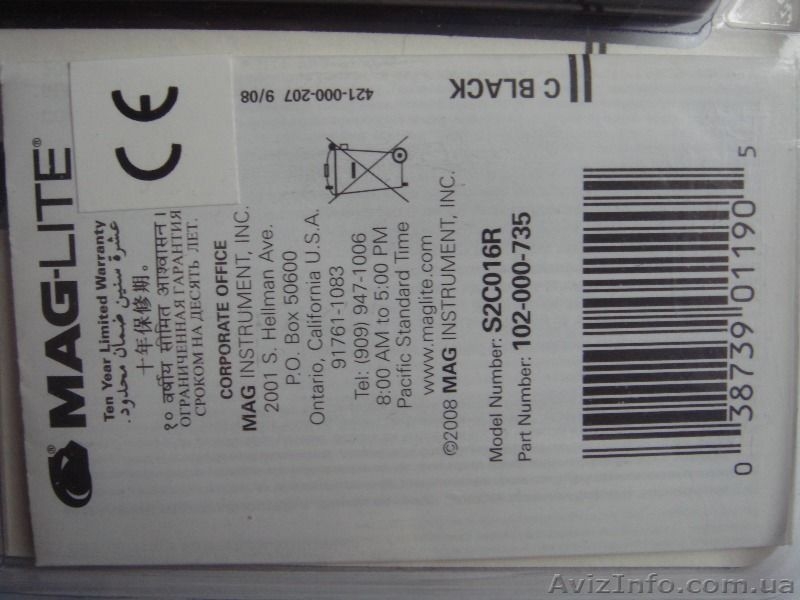 MAG-LITE®
Ten Year Limited Warranty
عشرة سنين ضمان محدود.
十年保修期。
१० वर्षीय सीमित आश्वासन।
ОГРАНИЧЕННАЯ ГАРАНТИЯ
СРОКОМ НА ДЕСЯТЬ ЛЕТ.
CORPORATE OFFICE
MAG INSTRUMENT, INC.
2001 S. Hellman Ave.
P.O. Box 50600
Ontario, California U.S.A.
91761-1083
Tel: (909) 947-1006
8:00 AM to 5:00 PM
Pacific Standard Time
www.maglite.com
©2008 MAG INSTRUMENT, INC.
Model Number: S2C016R
Part Number: 102-000-735
0 38739 01190 5
CE
421-000-207 9/08
C BLACK
AvizInfo.com.ua